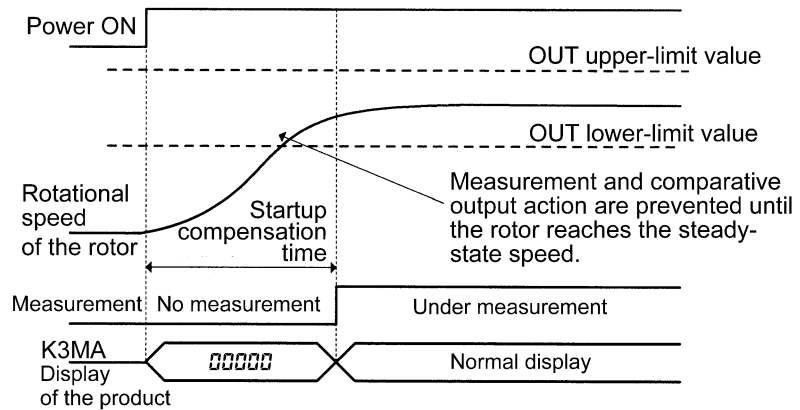 Power ON
OUT upper-limit value
OUT lower-limit value
Rotational
speed
of the rotor
Startup
compensation
time
Measurement and comparative
output action are prevented until
the rotor reaches the steady-
state speed.
Measurement
No measurement
Under measurement
K3MA
Display
of the product
00000
Normal display